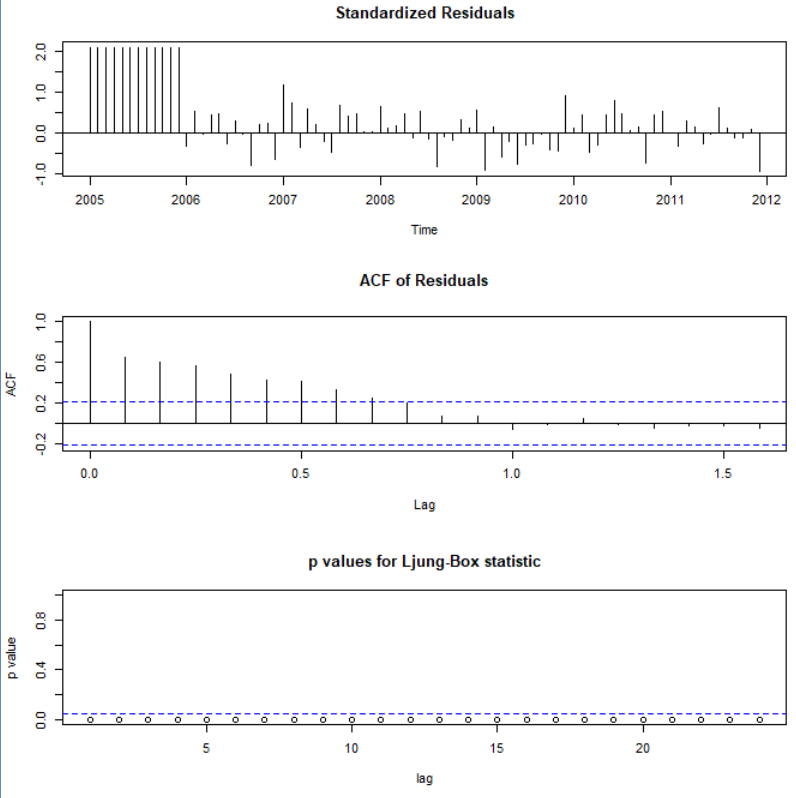 Standardized Residuals
2.0
1.0
0.0
-1.0
2005 2006 2007 2008 2009 2010 2011 2012
Time
ACF of Residuals
ACF
1.0
0.6
0.2
-0.2
0.0 0.5 1.0 1.5
Lag
p values for Ljung-Box statistic
p value
0.8
0.4
0.0
5 10 15 20
lag